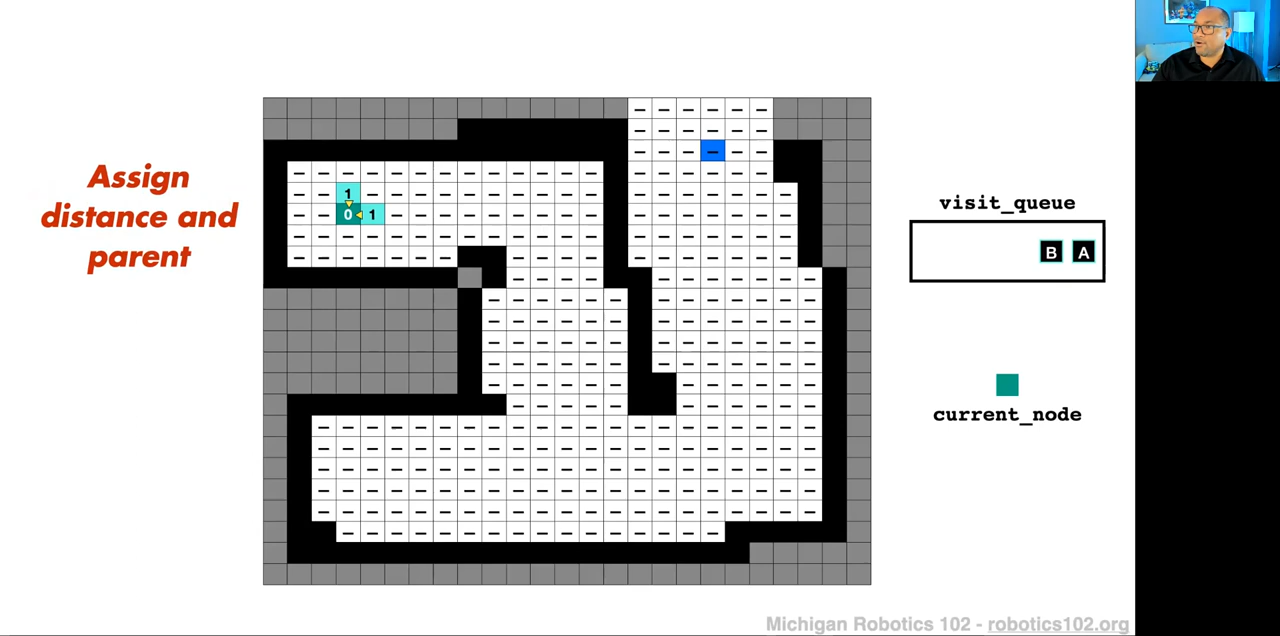 Assign
distance and
parent
1
0 1
visit_queue
B A
current_node
Michigan Robotics 102 - robotics102.org